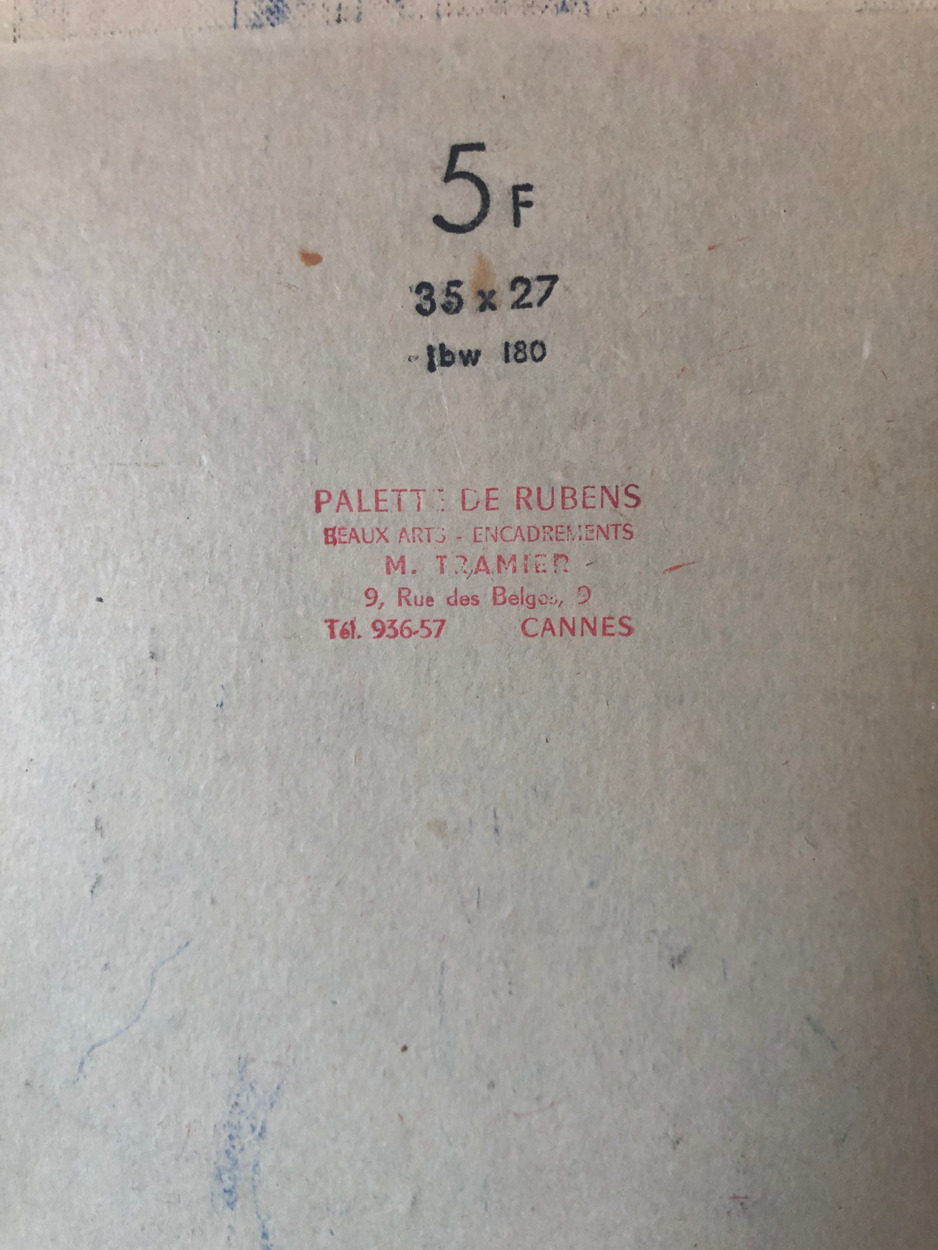 5F
35 x 27
lbw 180
PALETTE DE RUBENS
BEAUX ARTS - ENCADREMENTS
M. TRAMIER
9, Rue des Belges, 9
Tél. 936-57 CANNES